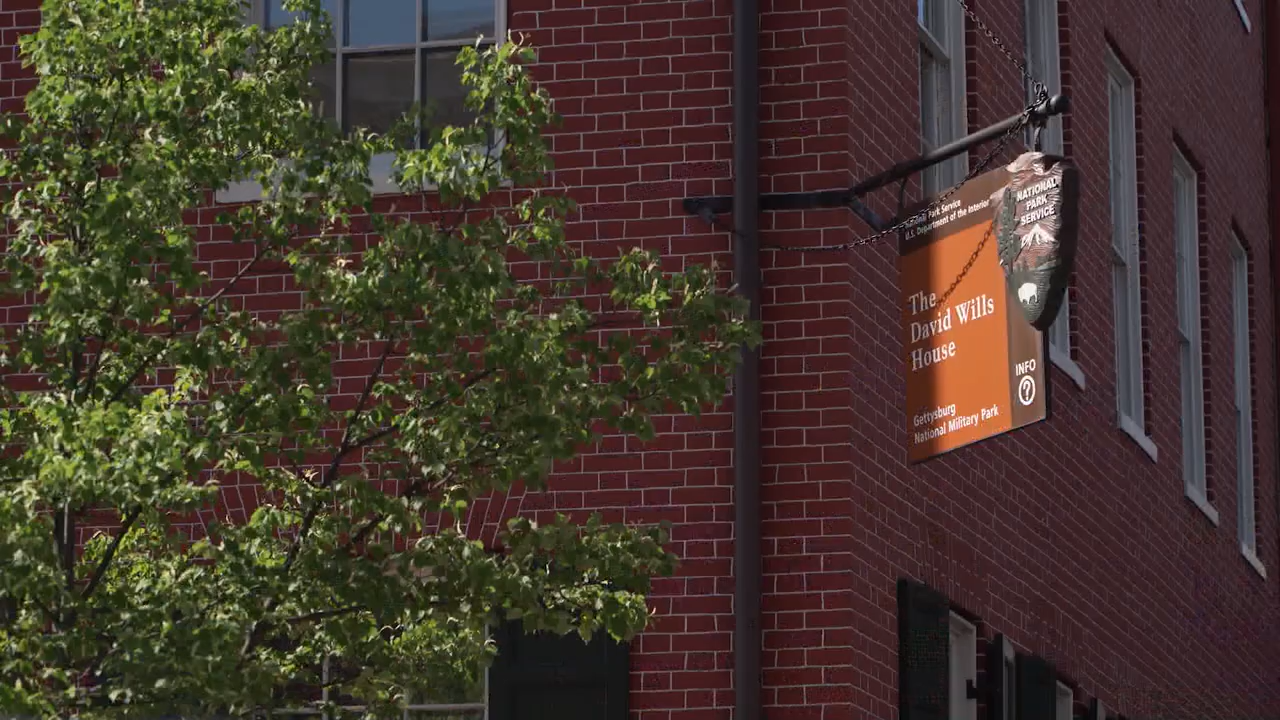 National Park Service
U.S. Department of the Interior
NATIONAL
PARK
SERVICE
The
David Wills
House
INFO
?
Gettysburg
National Military Park